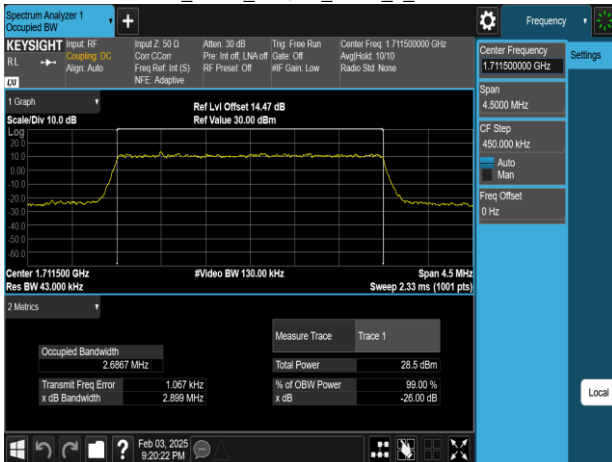 Spectrum Analyzer 1
Occupied BW
+
Frequency
KEYSIGHT
RL
LXI
Input: RF
Coupling: DC
Align: Auto
Input Z: 50 Ω
Corr CCorr
Freq Ref: Int (S)
NFE: Adaptive
Atten: 30 dB
Pre: Int off, LNA off
RF Preset: Off
Trig: Free Run
Gate: Off
#IF Gain: Low
Center Freq: 1.711500000 GHz
Avg|Hold: 10/10
Radio Std: None
Center Frequency
1.711500000 GHz
Settings
Span
4.5000 MHz
CF Step
450.000 kHz
Auto
Man
Freq Offset
0 Hz
Local
1 Graph
Scale/Div 10.0 dB
Ref Lvl Offset 14.47 dB
Ref Value 30.00 dBm
Log
20.0
10.0
0.00
-10.0
-20.0
-30.0
-40.0
-50.0
-60.0
Center 1.711500 GHz
Res BW 43.000 kHz
#Video BW 130.00 kHz
Span 4.5 MHz
Sweep 2.33 ms (1001 pts)
2 Metrics
Measure Trace Trace 1
Occupied Bandwidth
2.6867 MHz
Total Power 28.5 dBm
Transmit Freq Error 1.067 kHz
% of OBW Power 99.00 %
x dB Bandwidth 2.899 MHz
x dB -26.00 dB
?
Feb 03, 2025
9:20:22 PM